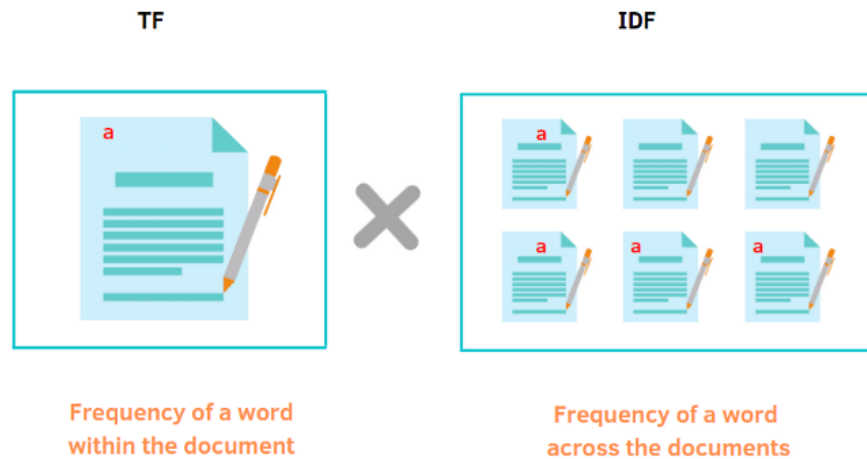 TF
IDF
a
a
a
a
a
Frequency of a word
within the document
Frequency of a word
across the documents